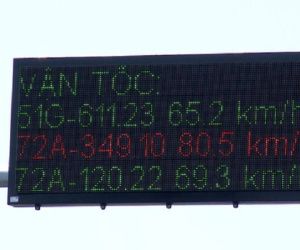 VẬN TỐC:
51G-611.23 65.2 km/h
72A-349.10 80.5 km/
72A-120.22 69.3 km/